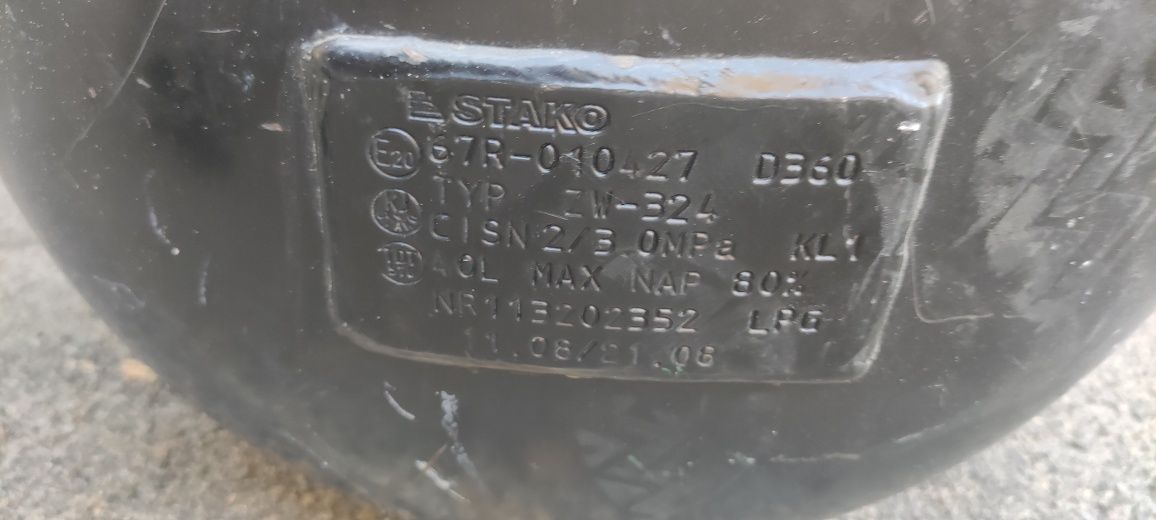 STAKO
E20 67R-010427 D360
TYP ZW-324
CISN 2/3.0MPa KL1
40L MAX NAP 80%
NR113202352 LPG
11.08/21.08